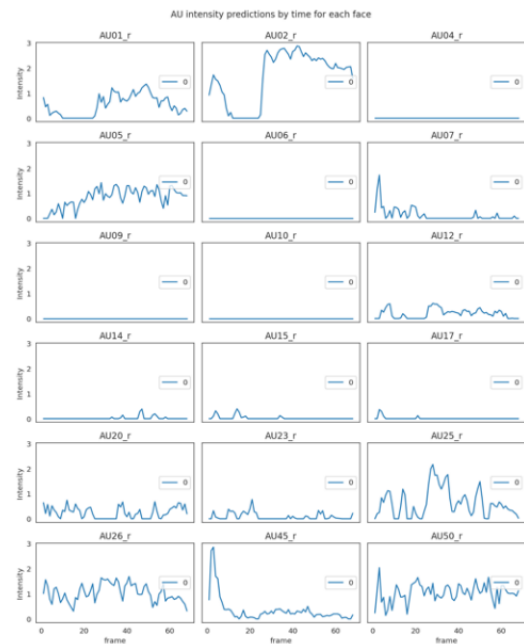 AU intensity predictions by time for each face
AU01_r AU02_r AU04_r
3
2
1
0
Intensity
0 0 0
AU05_r AU06_r AU07_r
3
2
1
0
Intensity
0 0 0
AU09_r AU10_r AU12_r
3
2
1
0
Intensity
0 0 0
AU14_r AU15_r AU17_r
3
2
1
0
Intensity
0 0 0
AU20_r AU23_r AU25_r
3
2
1
0
Intensity
0 0 0
AU26_r AU45_r AU50_r
3
2
1
0
Intensity
0 0 0
0 20 40 60 0 20 40 60 0 20 40 60
frame frame frame